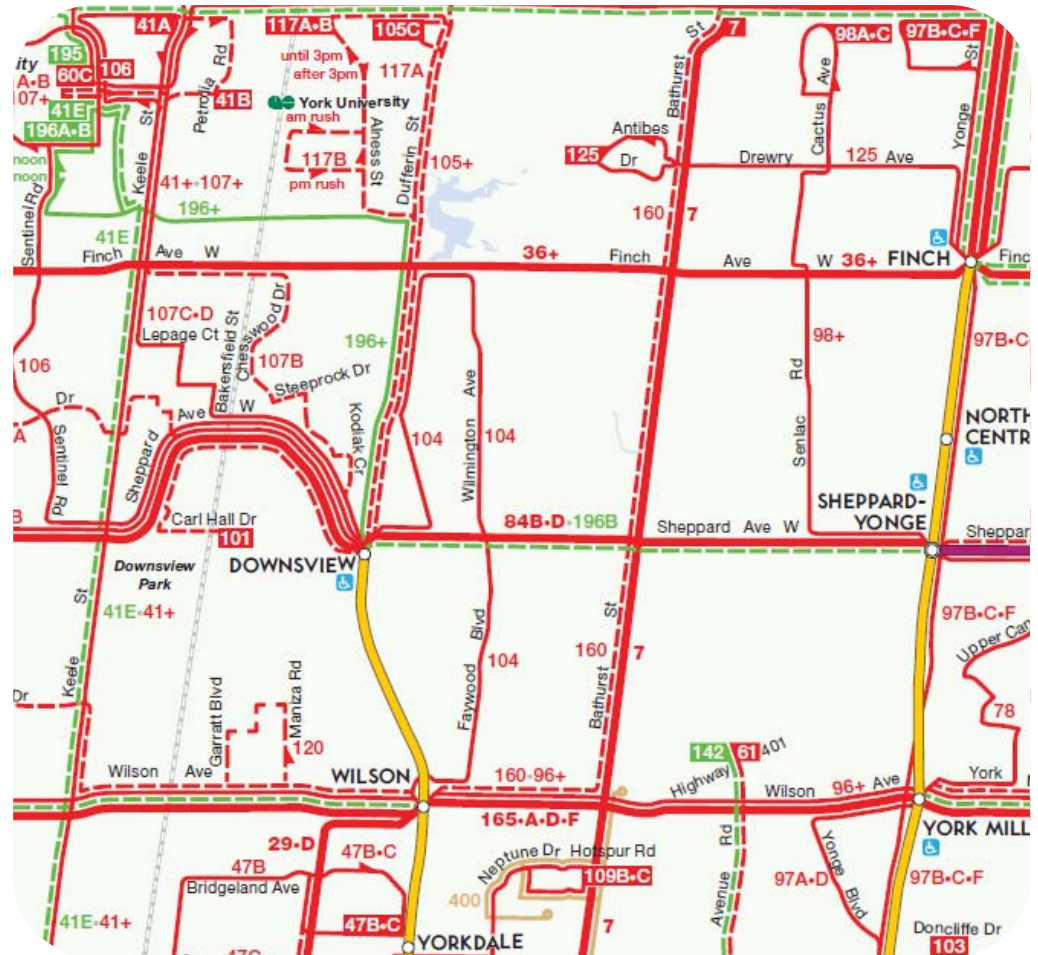 41A
117A•B
105C
St
7
98A•C
97B•C•F
195
60C
106
ity
A•B
107+
Rd
until 3pm
after 3pm
117A
Bathurst
Ave
St
41E
196A•B
41B
Petrolia
York University
am rush
St
Alness St
Dufferin St
Antibes
Cactus
Yonge
noon
noon
117B
pm rush
105+
125
Dr
Drewry
125
Ave
Keele
41+•107+
196+
160
7
Sentinel Rd
41E
Finch
Ave
W
36+
Finch
Ave
W
36+
FINCH
Finc
107C•D
Lepage Ct
Bakersfield St
Chesswood Dr
107B
Steeprock Dr
196+
98+
97B•C
106
Dr
Ave
W
Kodiak Cr
104
Wilmington Ave
104
Senlac Rd
NORTH
CENTR
A
Sentinel Rd
Sheppard
SHEPPARD-
YONGE
B
Carl Hall Dr
101
84B•D•196B
Sheppard Ave W
Sheppar
DOWNSVIEW
Downsview
Park
St
41E•41+
Faywood Blvd
104
160
7
Bathurst St
97B•C•F
Upper Can
Dr
Keele
Garratt Blvd
Maniza Rd
120
78
142
61
401
Highway
Wilson
Ave
WILSON
160•96+
Wilson
96+
Ave
York
165•A•D•F
YORK MILL
29•D
47B
47B•C
Neptune Dr
Hotspur Rd
109B•C
Avenue Rd
97A•D
Yonge Blvd
97B•C•F
Bridgeland Ave
400
41E•41+
47B•C
7
Doncliffe Dr
103
YORKDALE